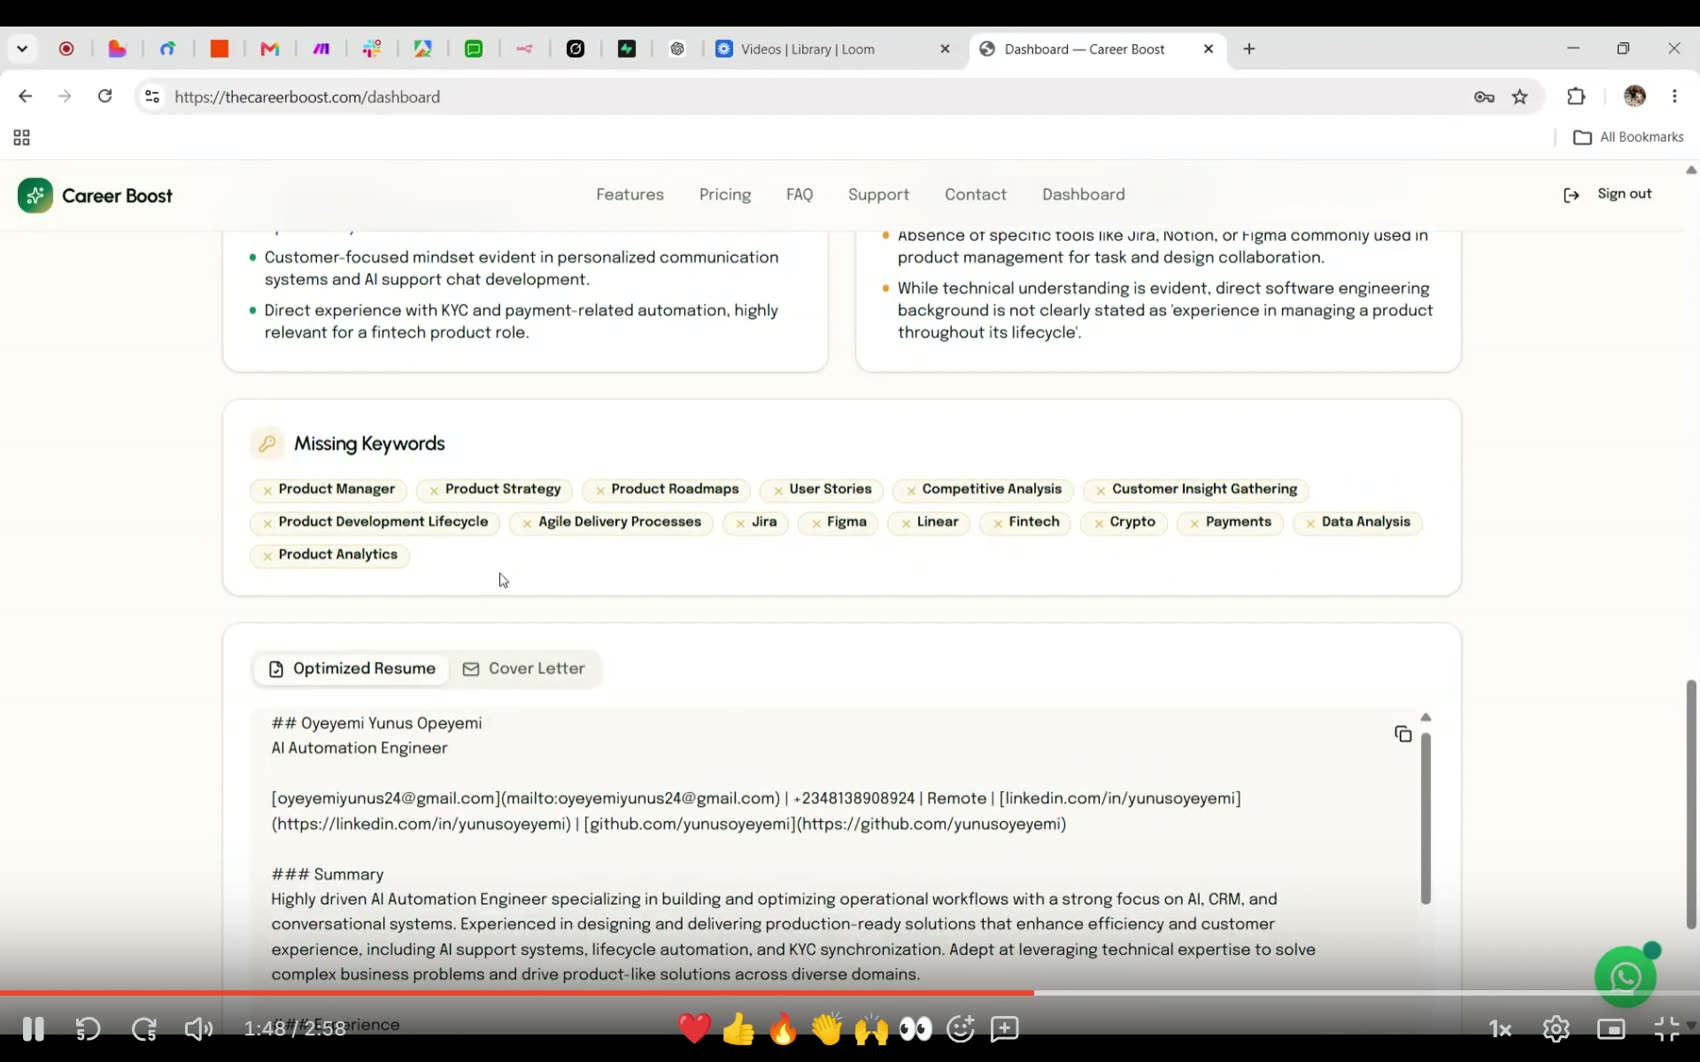 Videos | Library | Loom
Dashboard — Career Boost
https://thecareerboost.com/dashboard
All Bookmarks
Career Boost
Features
Pricing
FAQ
Support
Contact
Dashboard
Sign out
Customer-focused mindset evident in personalized communication
systems and AI support chat development.
Direct experience with KYC and payment-related automation, highly
relevant for a fintech product role.
Absence of specific tools like Jira, Notion, or Figma commonly used in
product management for task and design collaboration.
While technical understanding is evident, direct software engineering
background is not clearly stated as 'experience in managing a product
throughout its lifecycle'.
Missing Keywords
× Product Manager × Product Strategy × Product Roadmaps × User Stories × Competitive Analysis × Customer Insight Gathering
× Product Development Lifecycle × Agile Delivery Processes × Jira × Figma × Linear × Fintech × Crypto × Payments × Data Analysis
× Product Analytics
Optimized Resume
Cover Letter
## Oyeyemi Yunus Opeyemi
AI Automation Engineer
[oyeyemiyunus24@gmail.com](mailto:oyeyemiyunus24@gmail.com) | +2348138908924 | Remote | [linkedin.com/in/yunusoyeyemi]
(https://linkedin.com/in/yunusoyeyemi) | [github.com/yunusoyeyemi](https://github.com/yunusoyeyemi)
### Summary
Highly driven AI Automation Engineer specializing in building and optimizing operational workflows with a strong focus on AI, CRM, and
conversational systems. Experienced in designing and delivering production-ready solutions that enhance efficiency and customer
experience, including AI support systems, lifecycle automation, and KYC synchronization. Adept at leveraging technical expertise to solve
complex business problems and drive product-like solutions across diverse domains.
### Experience
5
5
1:48 / 2:58
1x